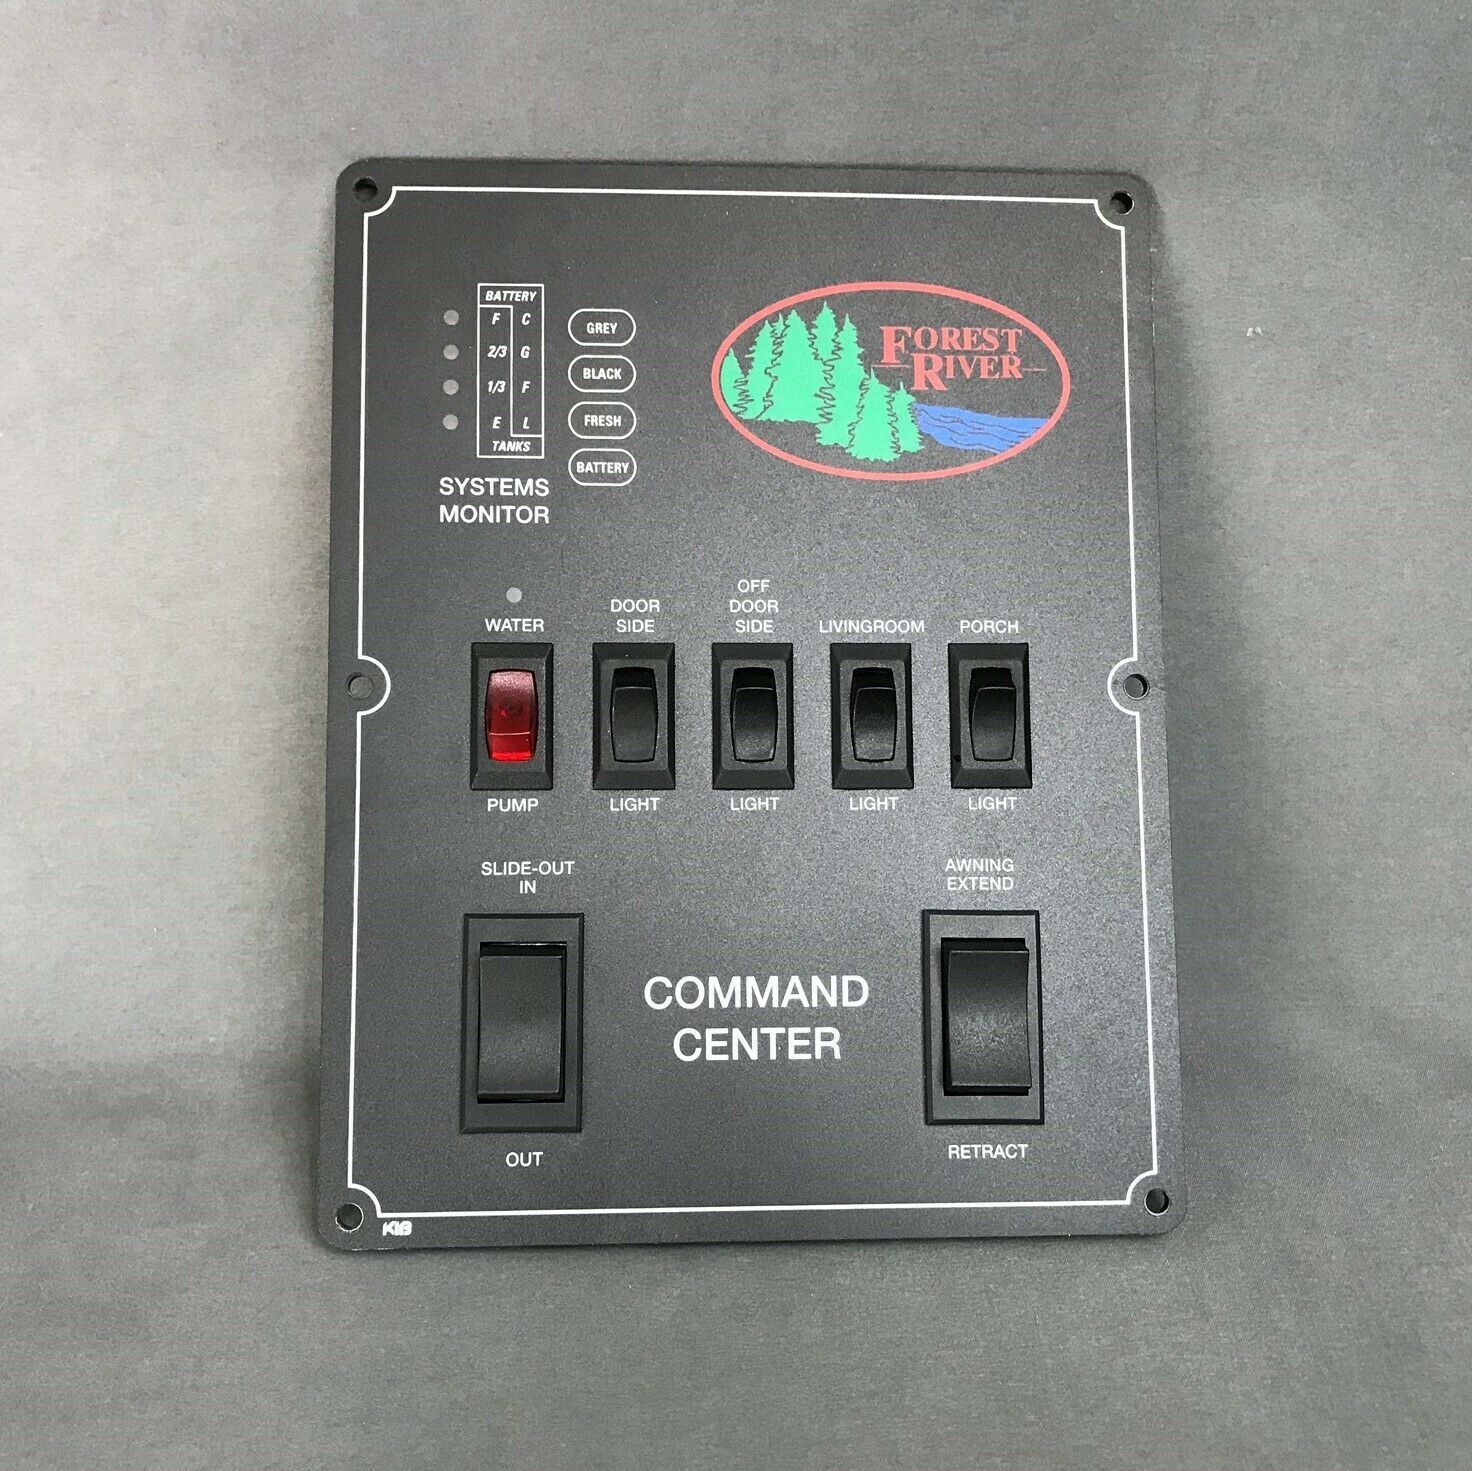 BATTERY
F C
2/3 G
1/3 F
E L
TANKS
GREY
BLACK
FRESH
BATTERY
SYSTEMS
MONITOR
FOREST
RIVER
WATER
PUMP
DOOR
SIDE
LIGHT
OFF
DOOR
SIDE
LIGHT
LIVINGROOM
LIGHT
PORCH
LIGHT
SLIDE-OUT
IN
OUT
COMMAND
CENTER
AWNING
EXTEND
RETRACT
KIB